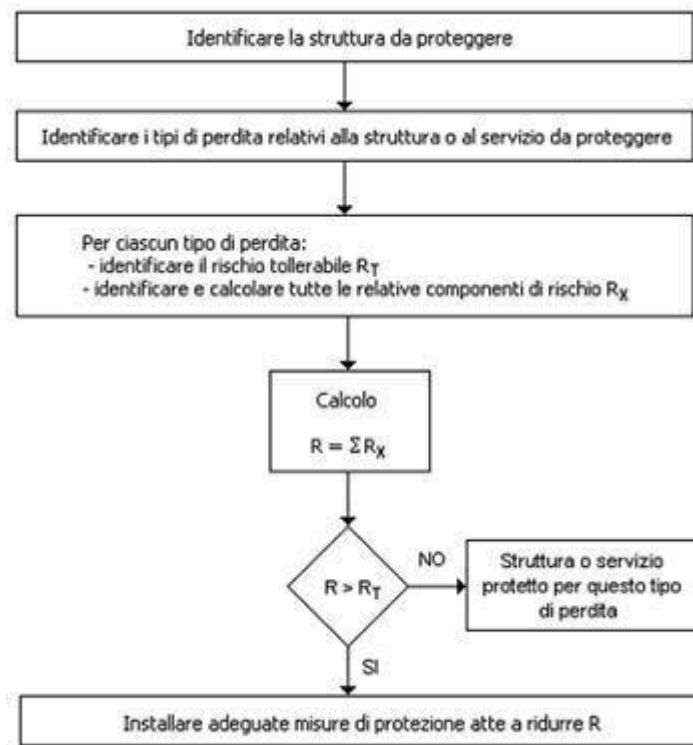 Identificare la struttura da proteggere
Identificare i tipi di perdita relativi alla struttura o al servizio da proteggere
Per ciascun tipo di perdita:
- identificare il rischio tollerabile RT
- identificare e calcolare tutte le relative componenti di rischio RX
Calcolo
R = ΣRX
R > RT
NO
Struttura o servizio
protetto per questo tipo
di perdita
SI
Installare adeguate misure di protezione atte a ridurre R